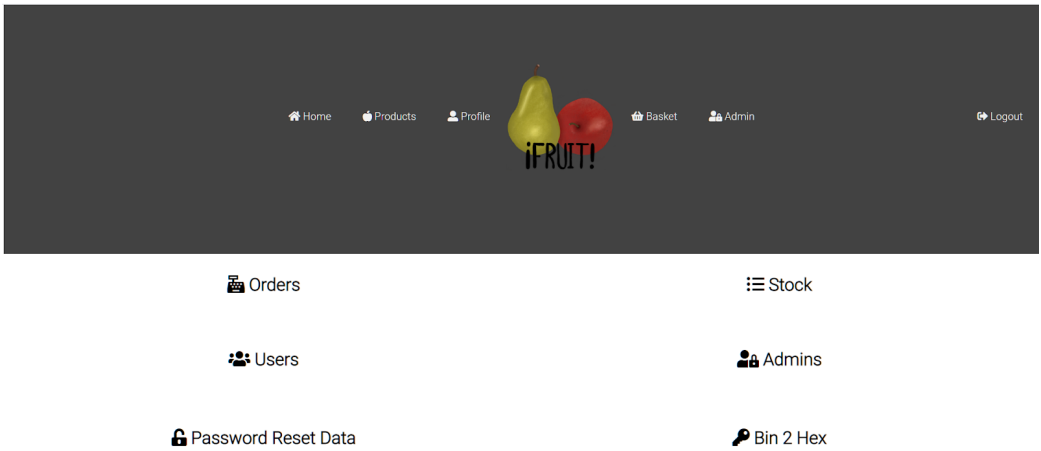 Home Products Profile Basket Admin Logout
¡FRUIT!
Orders Stock
Users Admins
Password Reset Data Bin 2 Hex